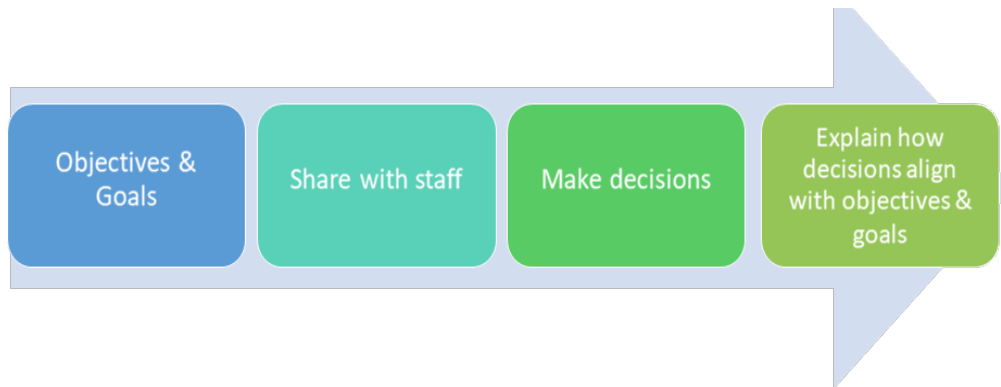 Objectives &
Goals
Share with staff
Make decisions
Explain how
decisions align
with objectives &
goals